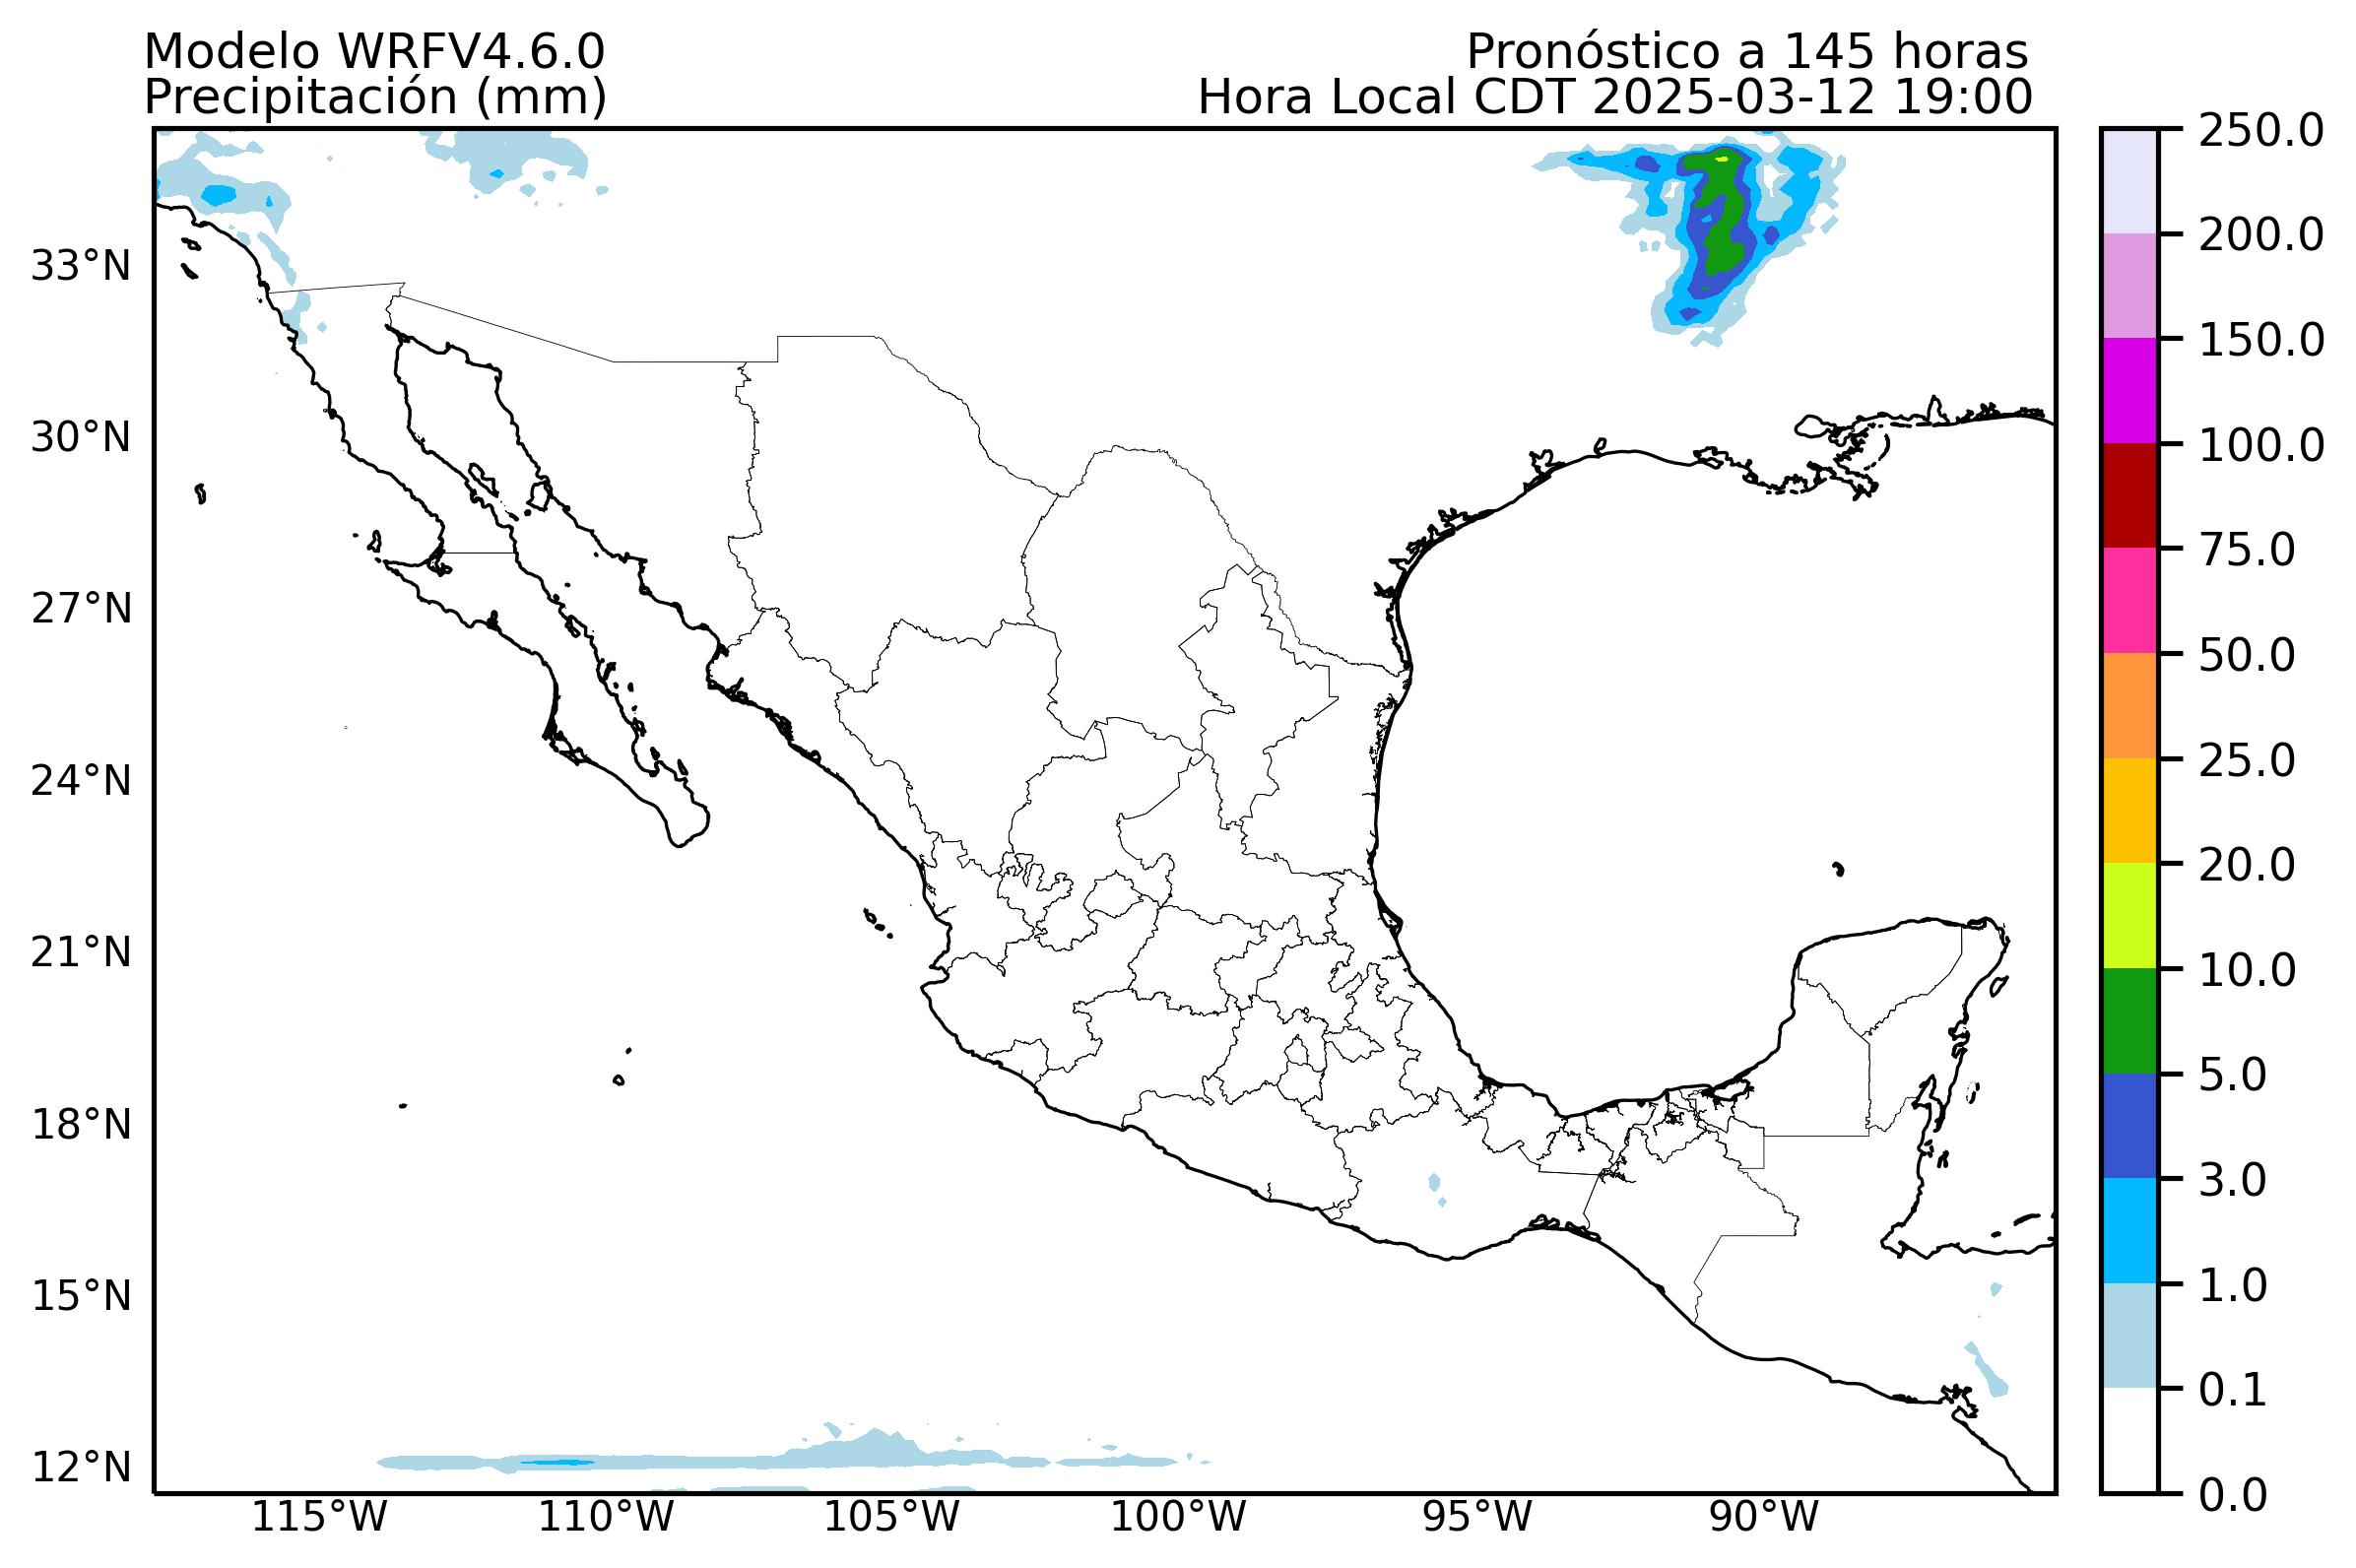 Modelo WRFV4.6.0
Precipitación (mm)
Pronóstico a 145 horas
Hora Local CDT 2025-03-12 19:00
33°N
30°N
27°N
24°N
21°N
18°N
15°N
12°N
115°W
110°W
105°W
100°W
95°W
90°W
250.0
200.0
150.0
100.0
75.0
50.0
25.0
20.0
10.0
5.0
3.0
1.0
0.1
0.0